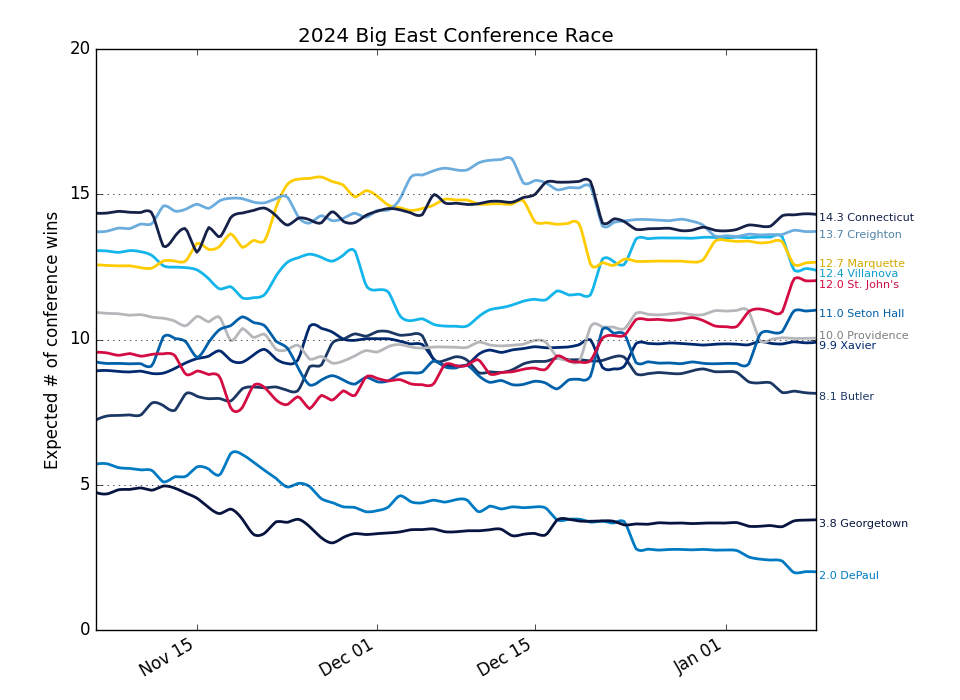 2024 Big East Conference Race
Expected # of conference wins
20
15
10
5
0
Nov 15
Dec 01
Dec 15
Jan 01
14.3 Connecticut
13.7 Creighton
12.7 Marquette
12.4 Villanova
12.0 St. John's
11.0 Seton Hall
10.0 Providence
9.9 Xavier
8.1 Butler
3.8 Georgetown
2.0 DePaul